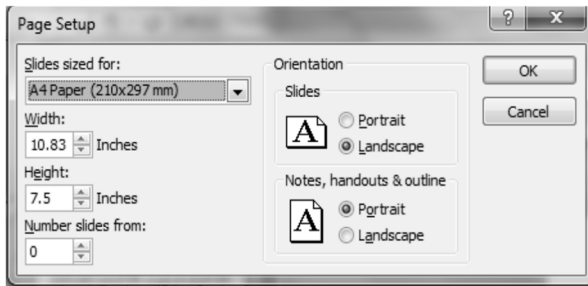 Page Setup
?
X
Slides sized for:
A4 Paper (210x297 mm)
Width:
10.83 Inches
Height:
7.5 Inches
Number slides from:
0
Orientation
Slides
A
Portrait
Landscape
Notes, handouts & outline
A
Portrait
Landscape
OK
Cancel